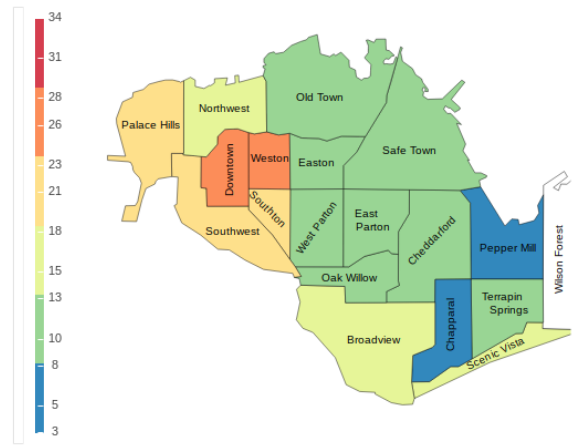 34
31
28
26
23
21
18
15
13
10
8
5
3
Old Town
Northwest
Palace Hills
Safe Town
Weston
Easton
Downtown
Southton
West Parton
East
Parton
Southwest
Cheddarford
Pepper Mill
Wilson Forest
Oak Willow
Terrapin
Springs
Chapparal
Broadview
Scenic Vista